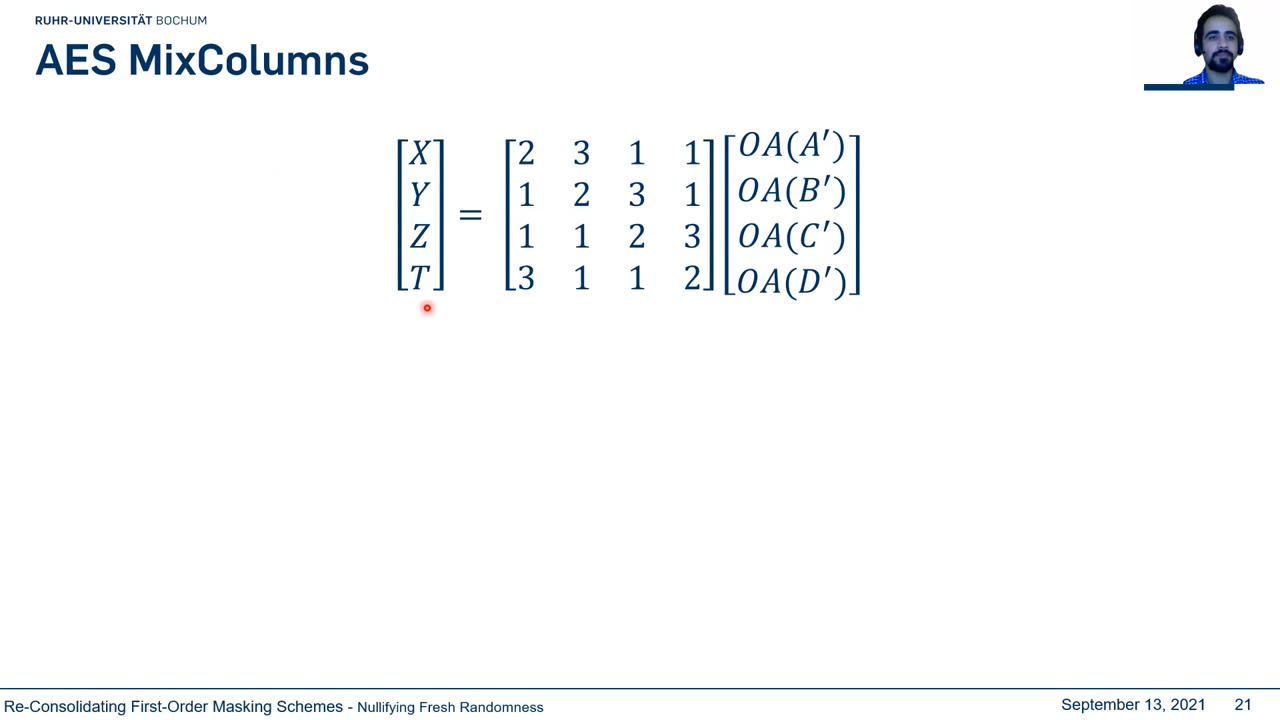 RUHR-UNIVERSITÄT BOCHUM
AES MixColumns
[X] = [2 3 1 1] [OA(A′)]
[Y] [1 2 3 1] [OA(B′)]
[Z] [1 1 2 3] [OA(C′)]
[T] [3 1 1 2] [OA(D′)]
Re-Consolidating First-Order Masking Schemes - Nullifying Fresh Randomness September 13, 2021 21